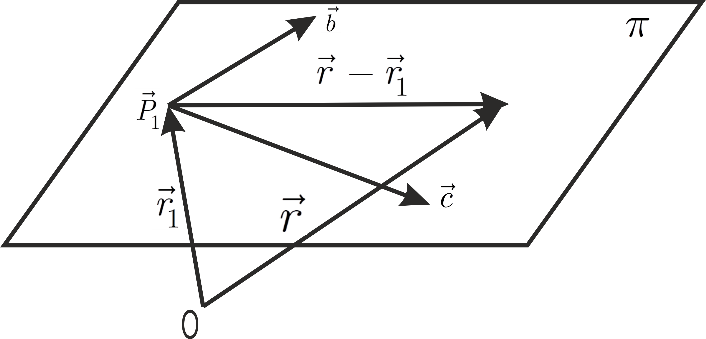 π
b⃗
r⃗ − r⃗₁
P⃗₁
c⃗
r⃗₁
r⃗
0